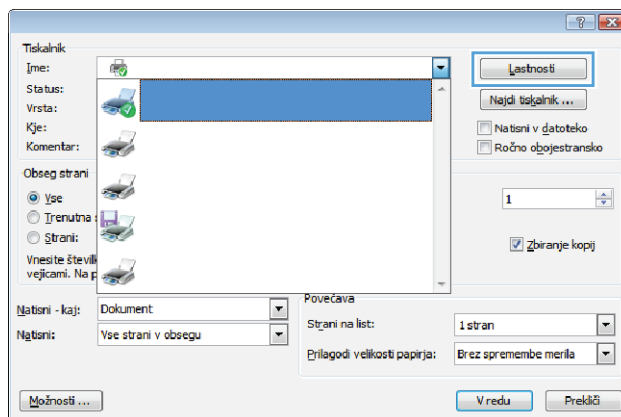 Tiskalnik
Ime:
Lastnosti
Status:
Vrsta:
Najdi tiskalnik ...
Kje:
Natisni v datoteko
Komentar:
Ročno obojestransko
Obseg strani
Vse
1
Trenutna
Strani:
Zbiranje kopij
Vnesite
vejicami. Na
Natisni - kaj:
Dokument
Povečava
Natisni:
Vse strani v obsegu
Strani na list:
1 stran
Prilagodi velikosti papirja:
Brez spremembe merila
Možnosti ...
V redu
Prekliči